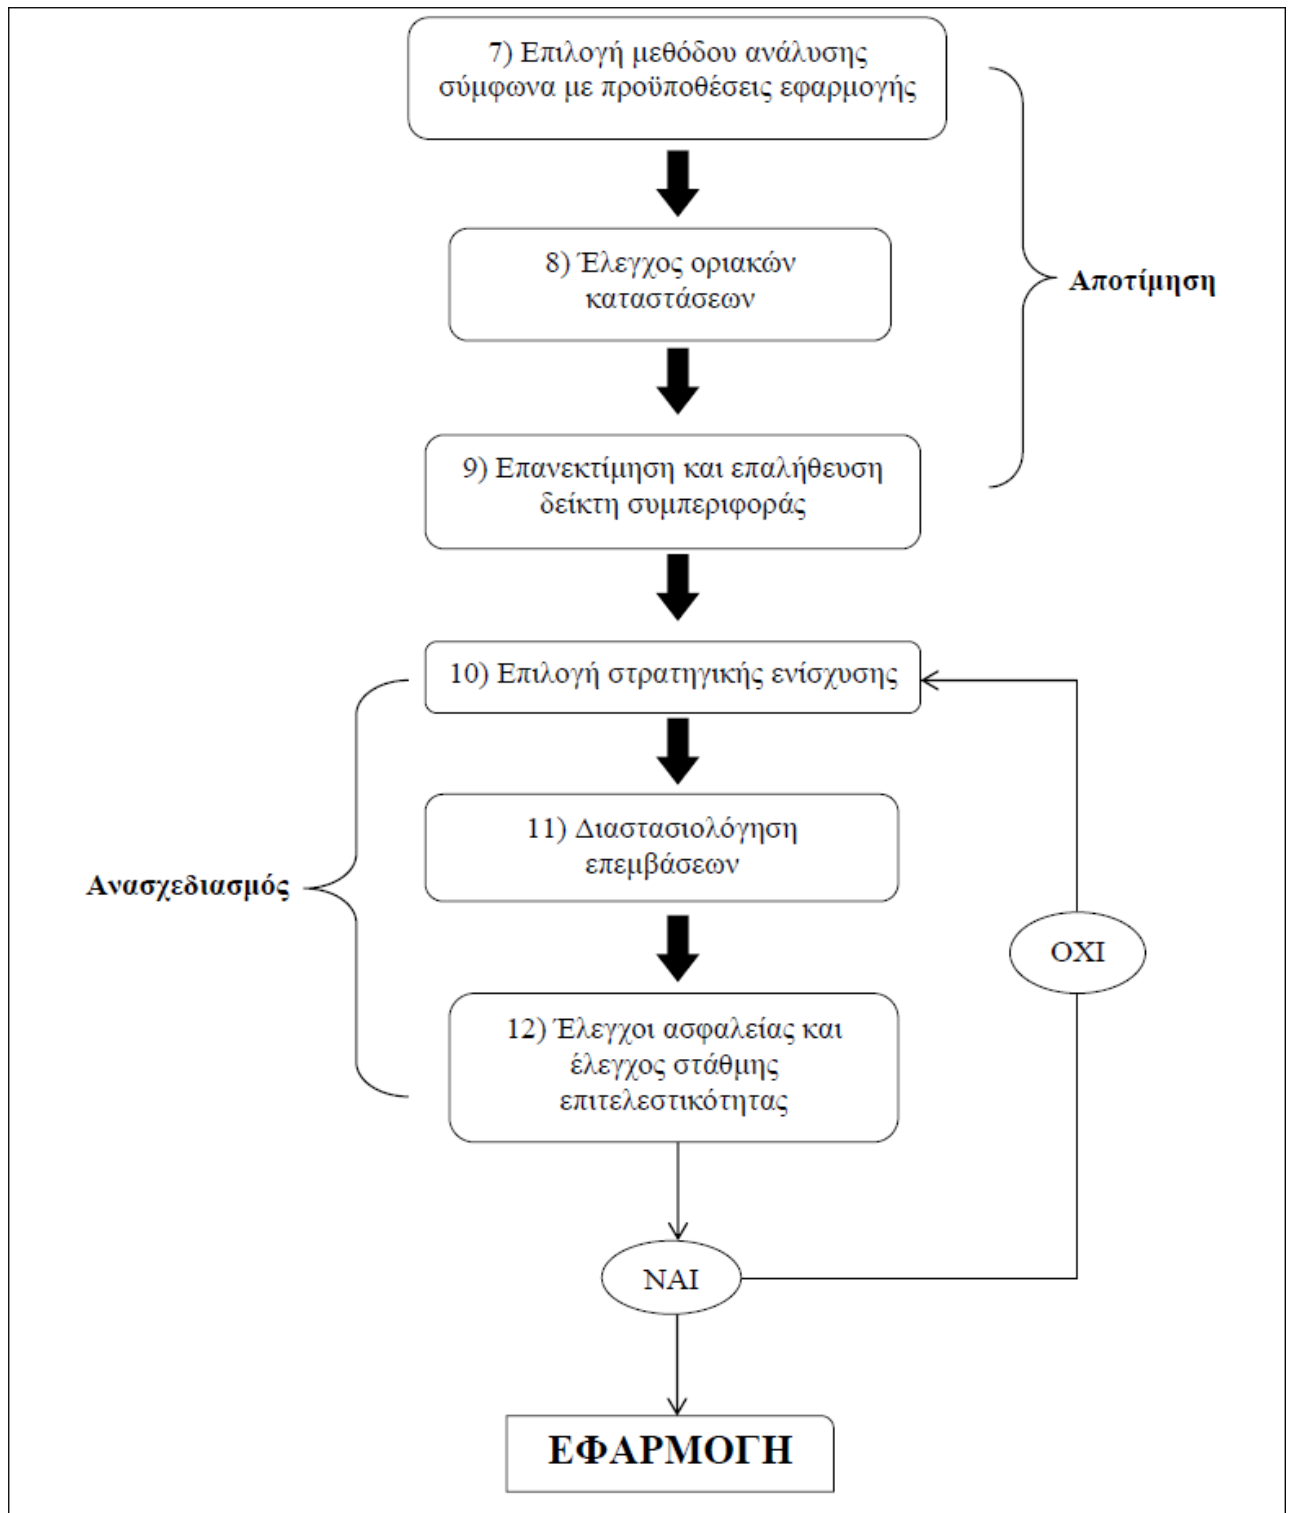 7) Επιλογή μεθόδου ανάλυσης
σύμφωνα με προϋποθέσεις εφαρμογής
8) Έλεγχος οριακών
καταστάσεων
Αποτίμηση
9) Επανεκτίμηση και επαλήθευση
δείκτη συμπεριφοράς
10) Επιλογή στρατηγικής ενίσχυσης
11) Διαστασιολόγηση
επεμβάσεων
Ανασχεδιασμός
ΟΧΙ
12) Έλεγχοι ασφαλείας και
έλεγχος στάθμης
επιτελεστικότητας
ΝΑΙ
ΕΦΑΡΜΟΓΗ